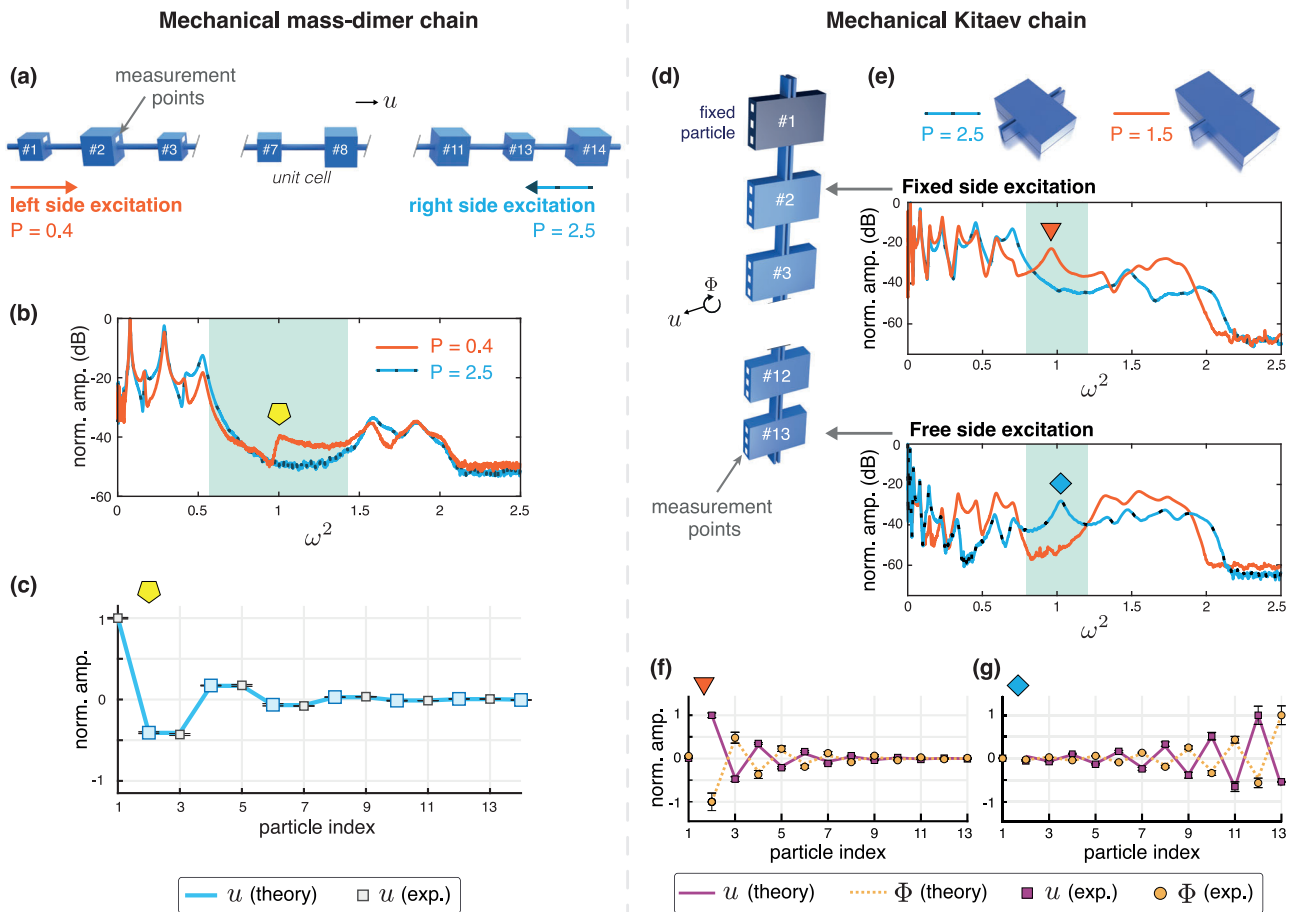 Mechanical mass-dimer chain
(a)
measurement
points
u
#1
#2
#3
#7
#8
#11
#13
#14
unit cell
left side excitation
P = 0.4
right side excitation
P = 2.5
(b)
norm. amp. (dB)
0
-20
-40
-60
P = 0.4
P = 2.5
0
0.5
1
1.5
2
2.5
ω²
(c)
norm. amp.
1
0
-1
1
3
5
7
9
11
13
particle index
u (theory)
u (exp.)
Mechanical Kitaev chain
(d)
fixed
particle
#1
#2
#3
Φ
u
#12
#13
measurement
points
(e)
P = 2.5
P = 1.5
Fixed side excitation
norm. amp. (dB)
0
-20
-40
-60
0
0.5
1
1.5
2
2.5
ω²
Free side excitation
norm. amp. (dB)
0
-20
-40
-60
0
0.5
1
1.5
2
2.5
ω²
(f)
norm. amp.
1
0
-1
1
3
5
7
9
11
13
particle index
(g)
1
0
-1
1
3
5
7
9
11
13
particle index
u (theory)
Φ (theory)
u (exp.)
Φ (exp.)